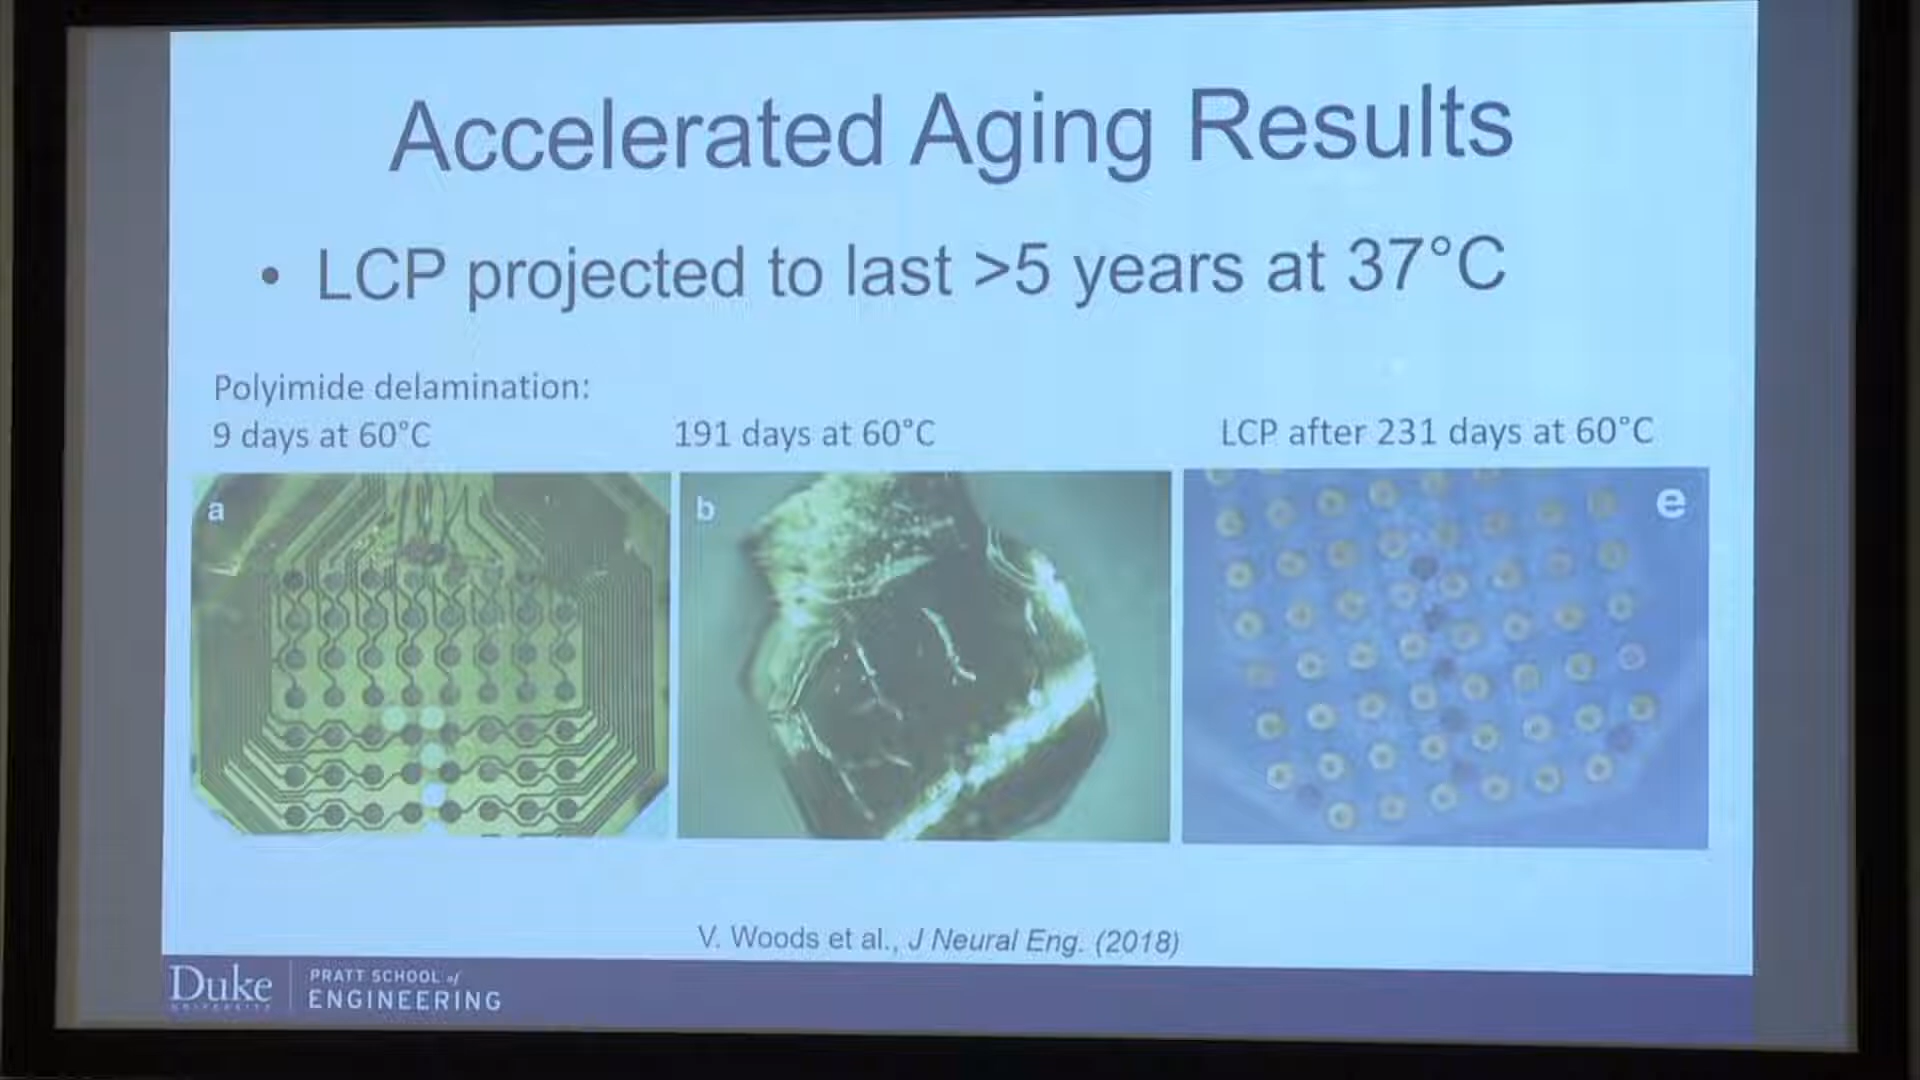 Accelerated Aging Results
• LCP projected to last >5 years at 37°C
Polyimide delamination:
9 days at 60°C
191 days at 60°C
LCP after 231 days at 60°C
a
b
e
V. Woods et al., J Neural Eng. (2018)
Duke
UNIVERSITY
PRATT SCHOOL of
ENGINEERING